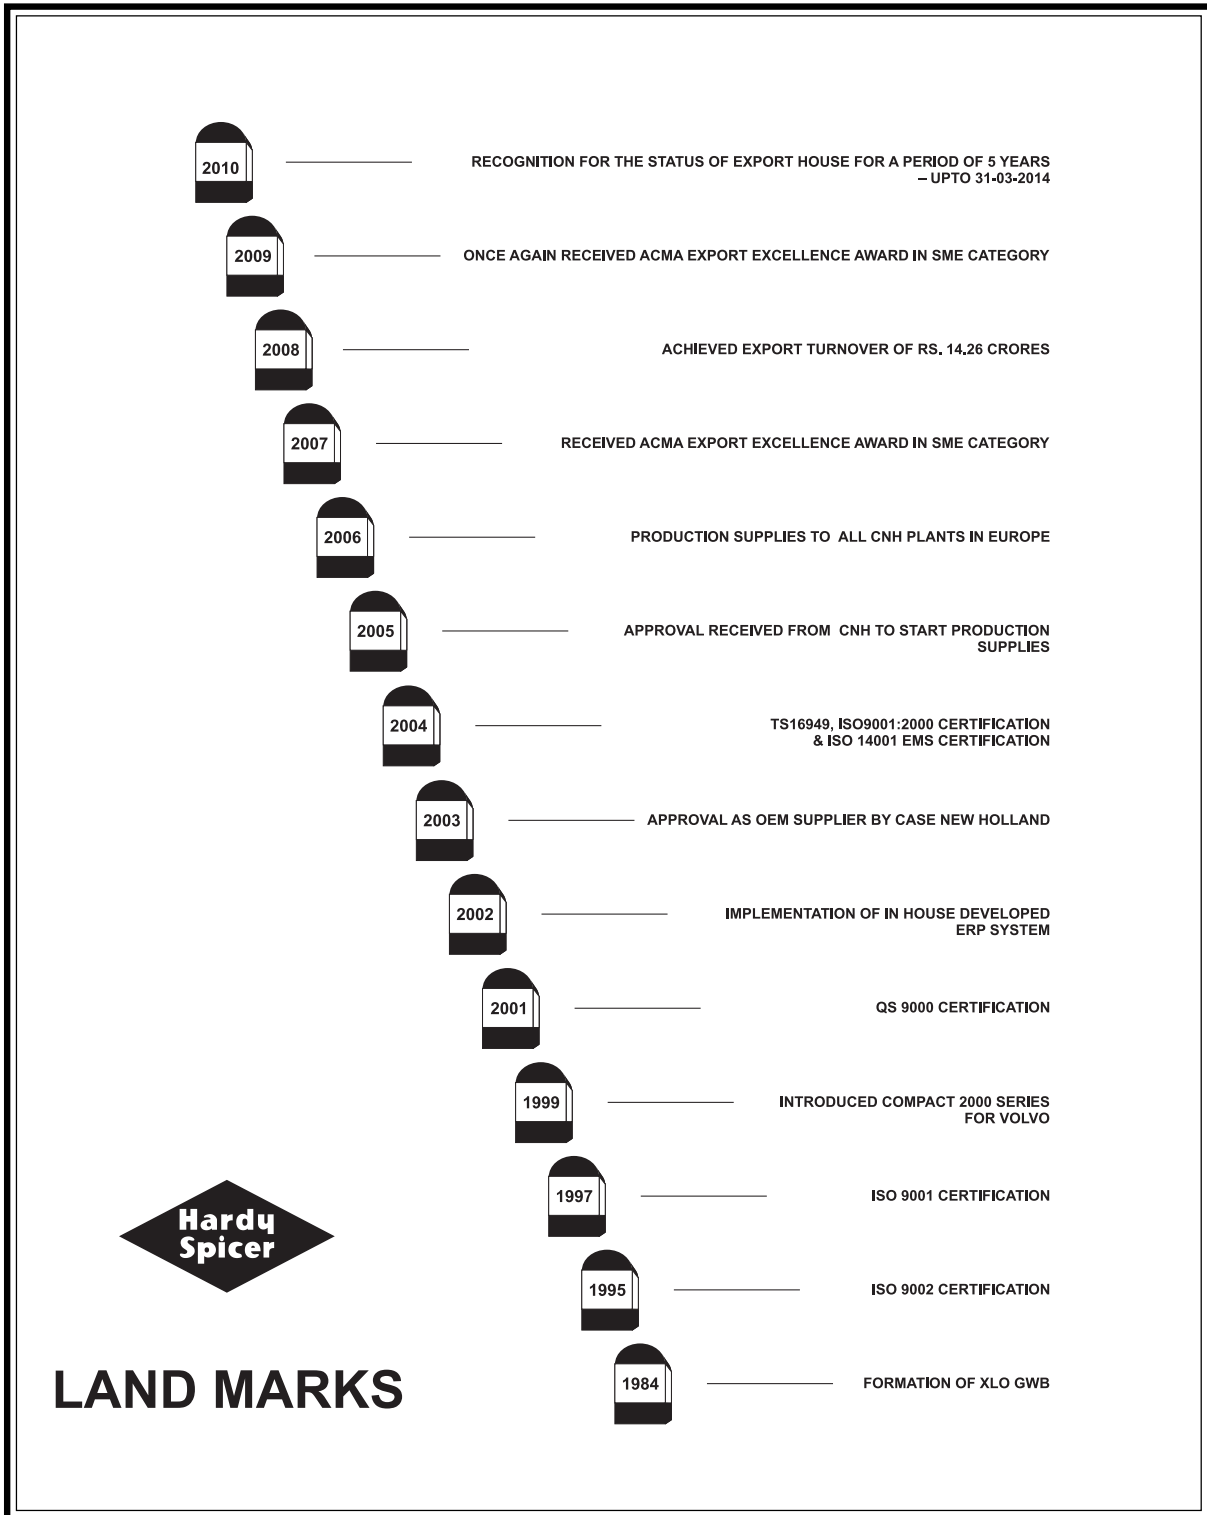 2010
RECOGNITION FOR THE STATUS OF EXPORT HOUSE FOR A PERIOD OF 5 YEARS
– UPTO 31-03-2014
2009
ONCE AGAIN RECEIVED ACMA EXPORT EXCELLENCE AWARD IN SME CATEGORY
2008
ACHIEVED EXPORT TURNOVER OF RS. 14.26 CRORES
2007
RECEIVED ACMA EXPORT EXCELLENCE AWARD IN SME CATEGORY
2006
PRODUCTION SUPPLIES TO ALL CNH PLANTS IN EUROPE
2005
APPROVAL RECEIVED FROM CNH TO START PRODUCTION
SUPPLIES
2004
TS16949, ISO9001:2000 CERTIFICATION
& ISO 14001 EMS CERTIFICATION
2003
APPROVAL AS OEM SUPPLIER BY CASE NEW HOLLAND
2002
IMPLEMENTATION OF IN HOUSE DEVELOPED
ERP SYSTEM
2001
QS 9000 CERTIFICATION
1999
INTRODUCED COMPACT 2000 SERIES
FOR VOLVO
1997
ISO 9001 CERTIFICATION
1995
ISO 9002 CERTIFICATION
1984
FORMATION OF XLO GWB
Hardy
Spicer
LAND MARKS